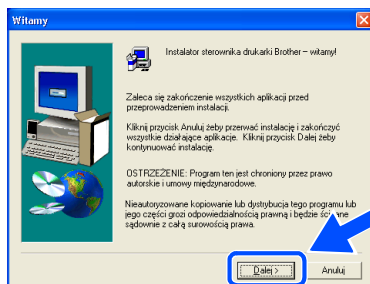 Witamy
Instalator sterownika drukarki Brother – witamy!
Zaleca się zakończenie wszystkich aplikacji przed
przeprowadzeniem instalacji.
Kliknij przycisk Anuluj żeby przerwać instalację i zakończyć
wszystkie działające aplikacje. Kliknij przycisk Dalej żeby
kontynuować instalację.
OSTRZEŻENIE: Program ten jest chroniony przez prawo
autorskie i umowy międzynarodowe.
Nieautoryzowane kopiowanie lub dystrybucja tego programu lub
jego części grozi odpowiedzialnością prawną i będzie
sądownie z całą surowością prawa.
Dalej >
Anuluj